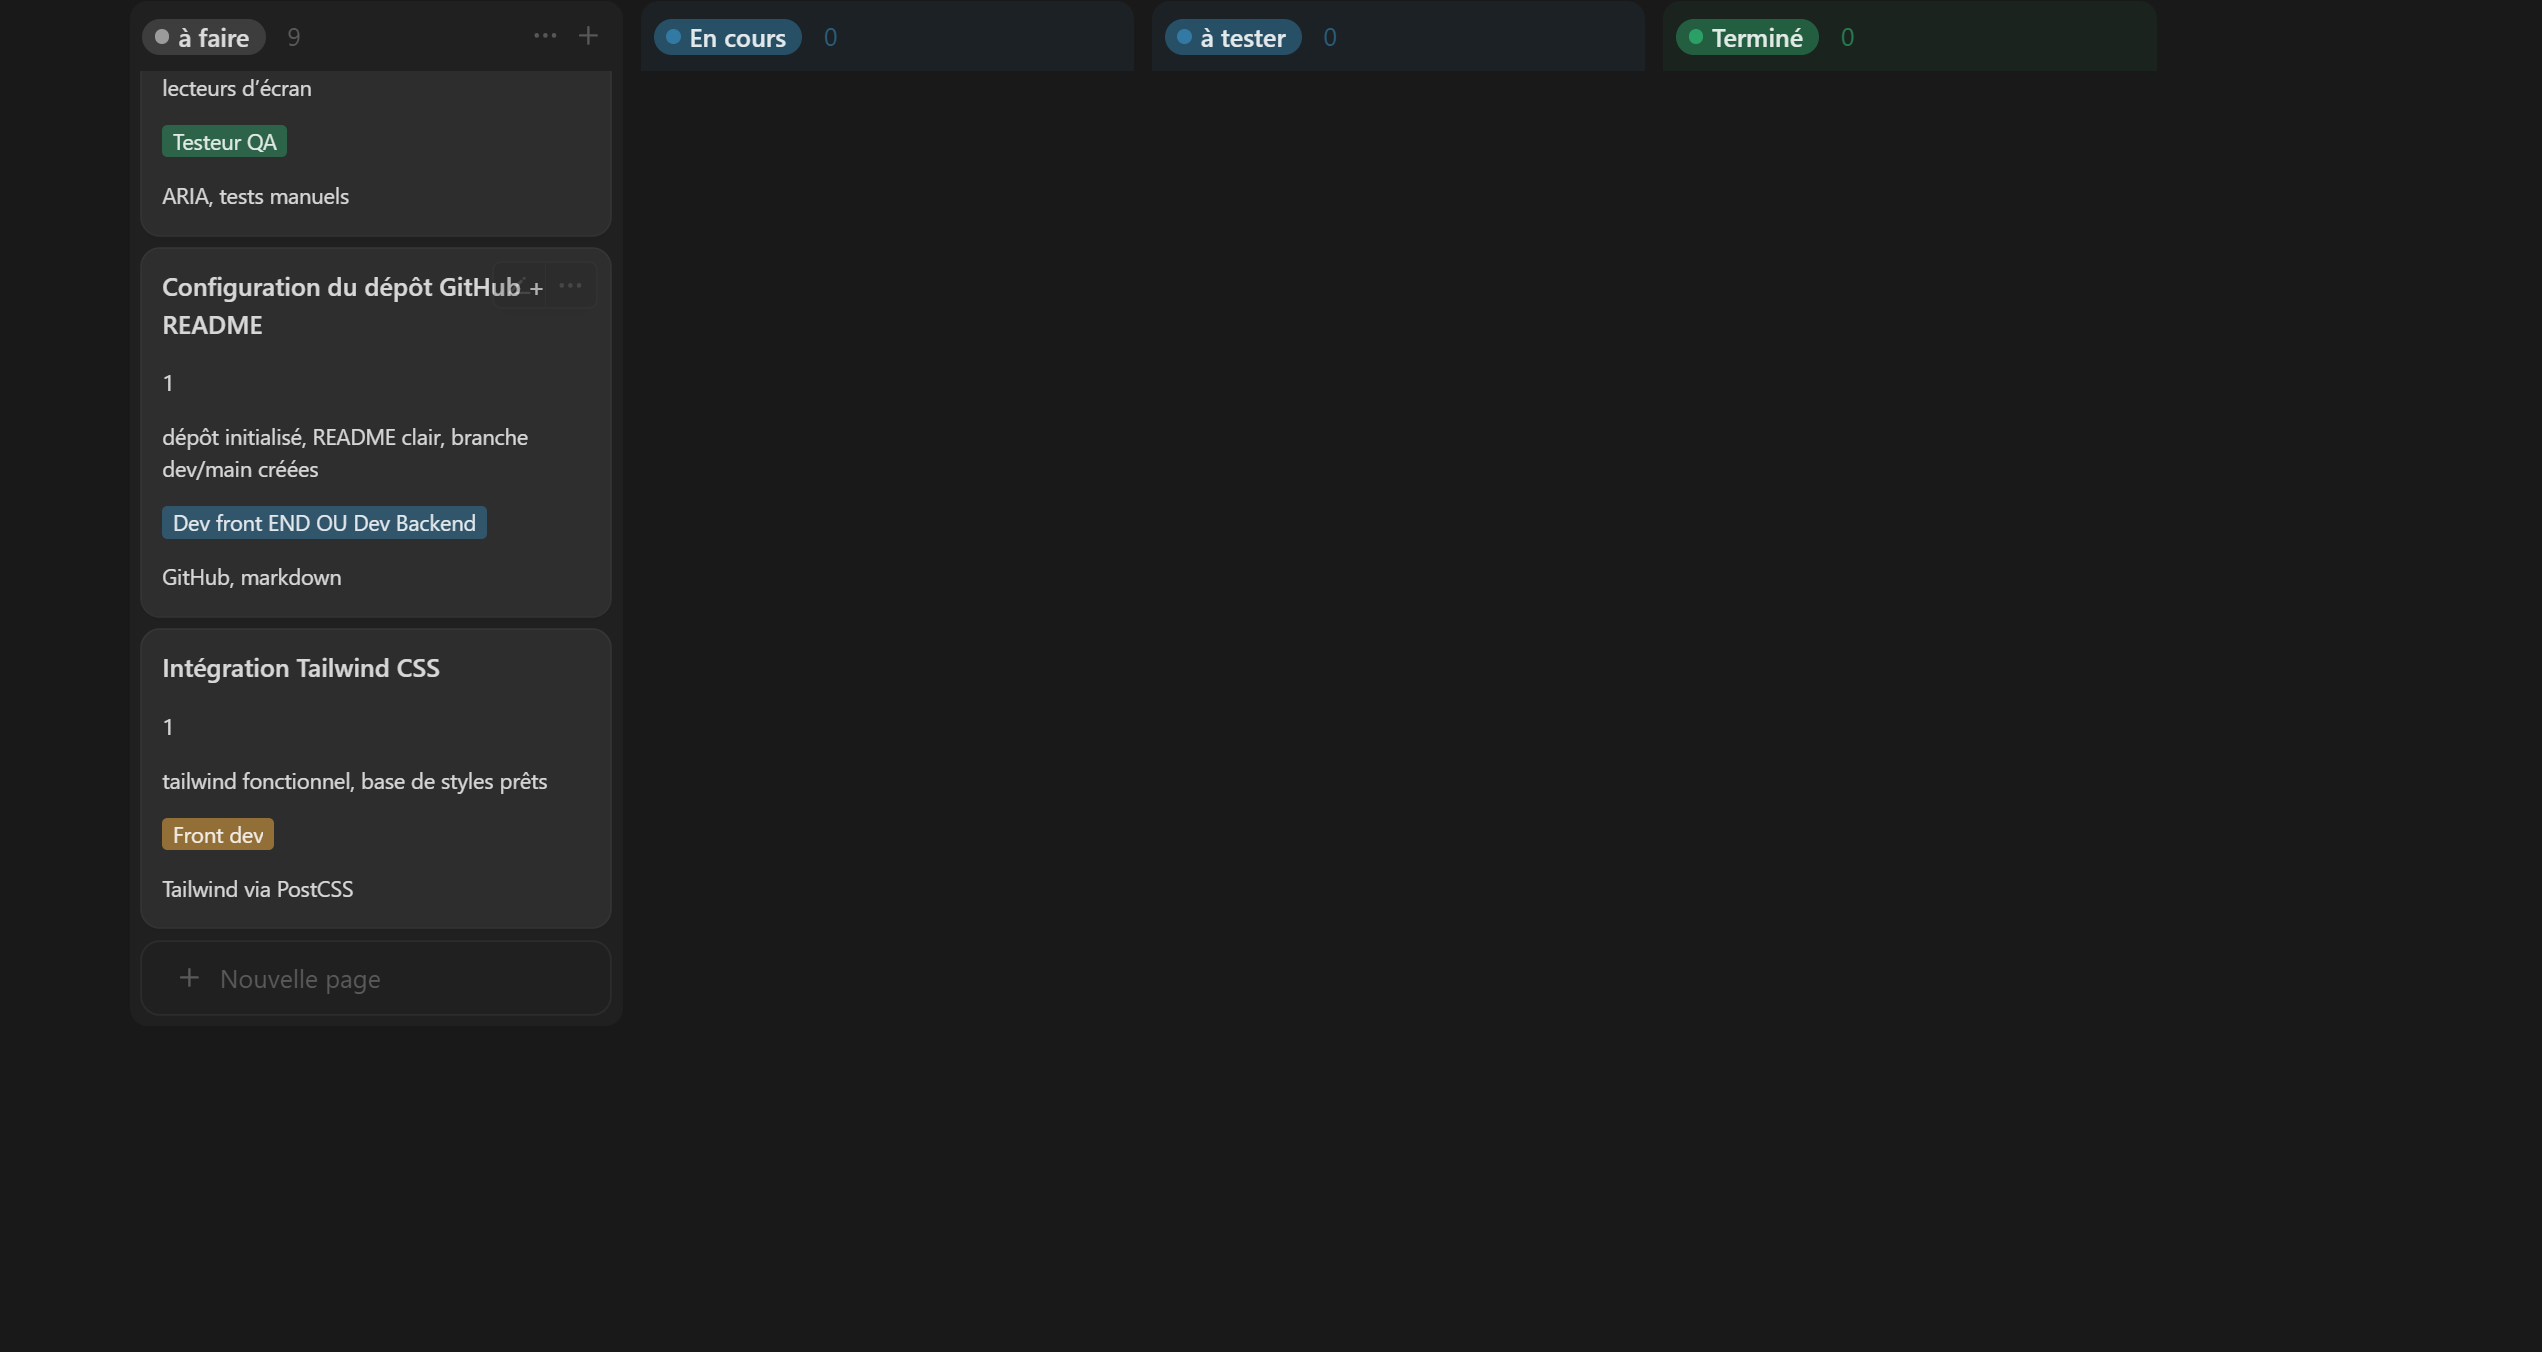 à faire 9
En cours 0
à tester 0
Terminé 0
lecteurs d’écran
Testeur QA
ARIA, tests manuels
Configuration du dépôt GitHub +
README
1
dépôt initialisé, README clair, branche
dev/main créées
Dev front END OU Dev Backend
GitHub, markdown
Intégration Tailwind CSS
1
tailwind fonctionnel, base de styles prêts
Front dev
Tailwind via PostCSS
+ Nouvelle page